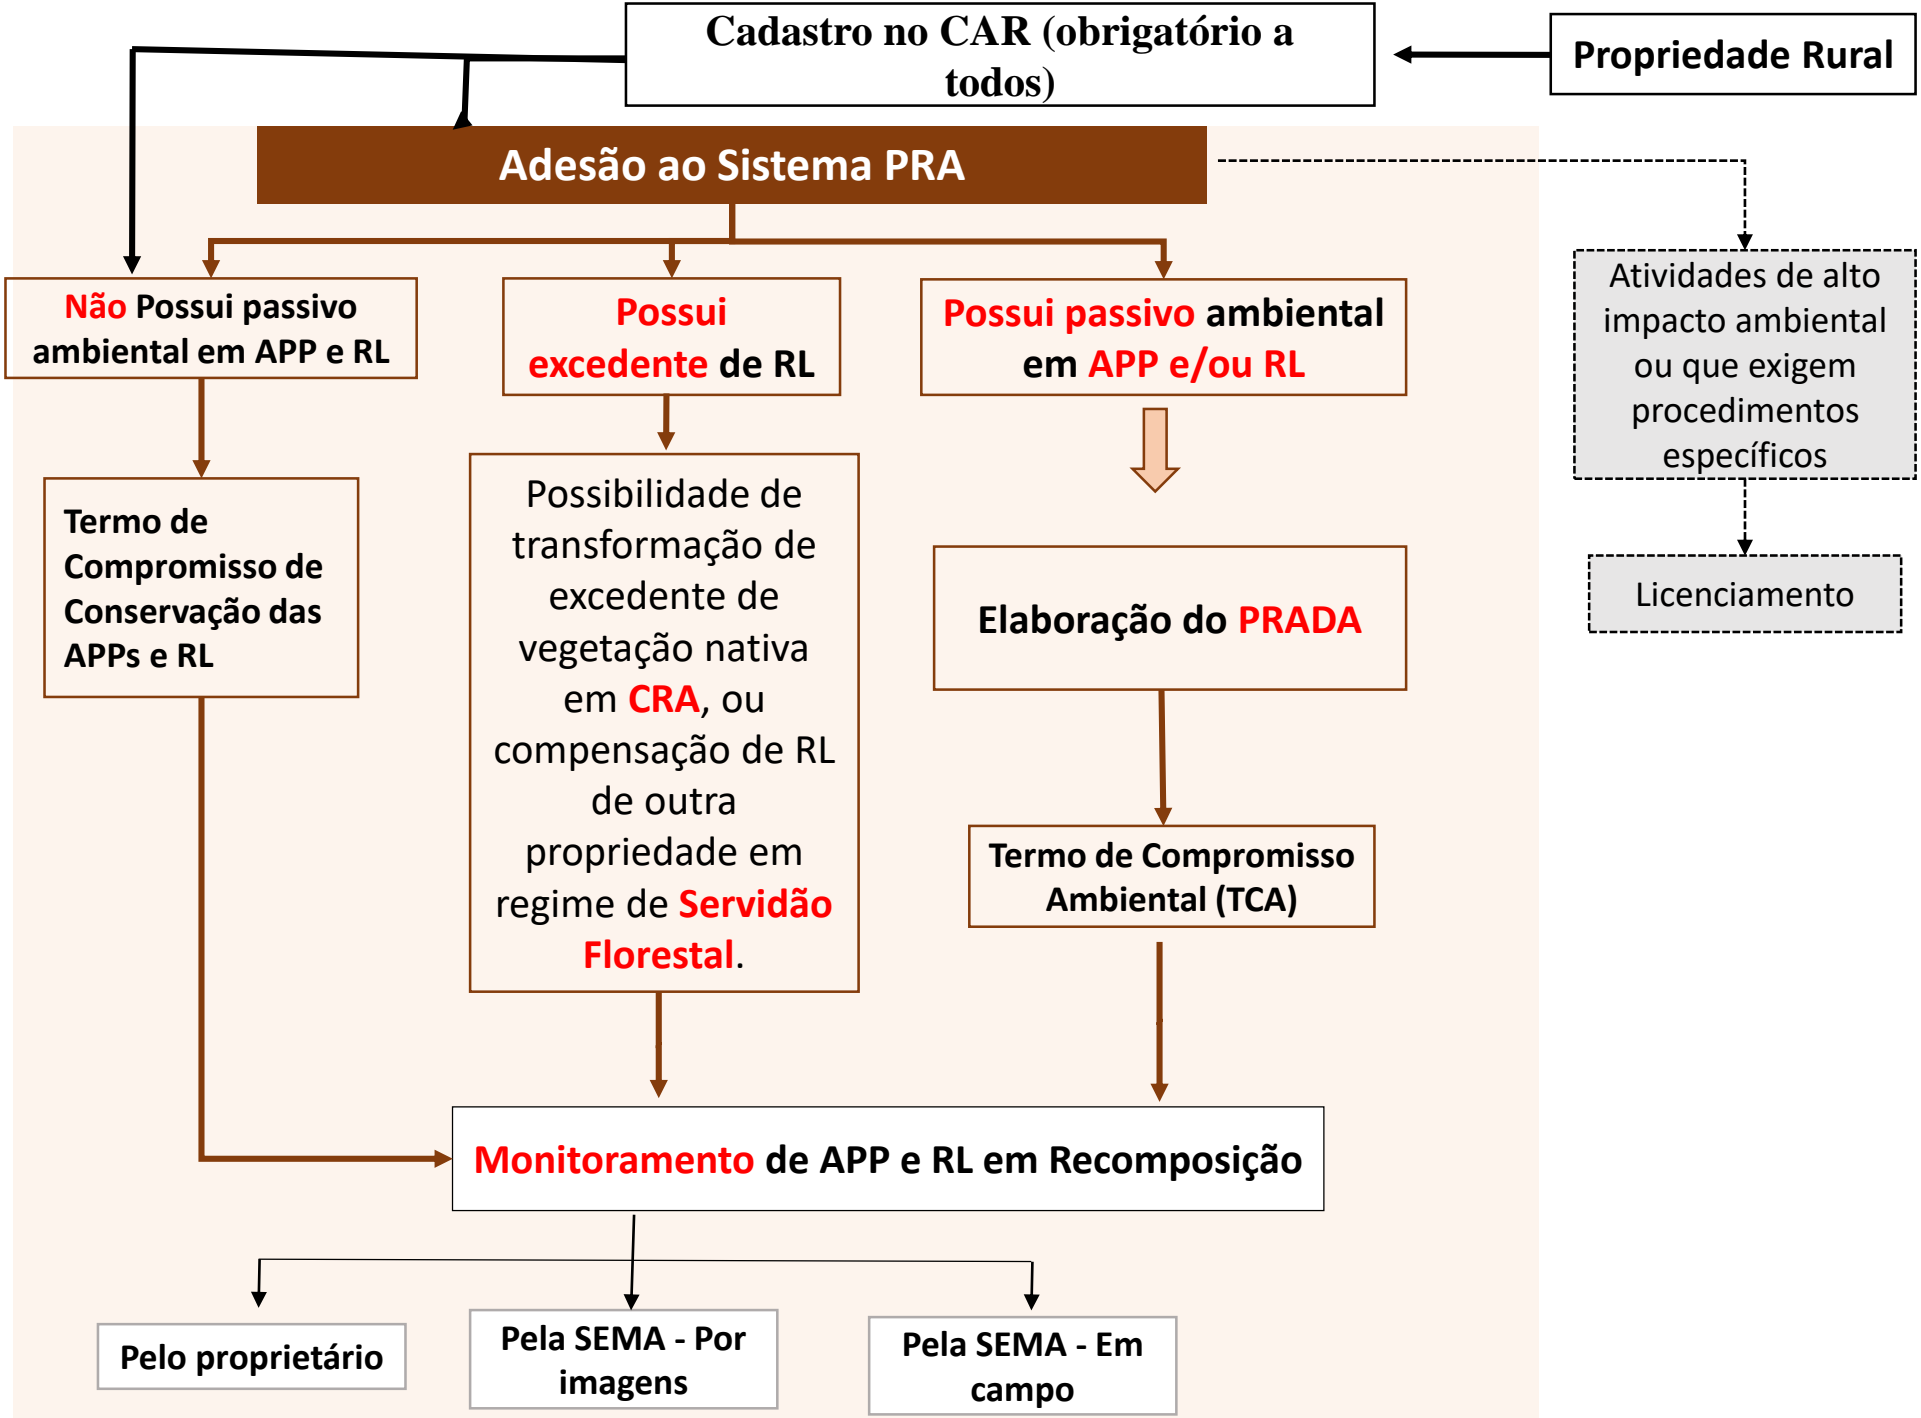 Cadastro no CAR (obrigatório a
todos)
Propriedade Rural
Adesão ao Sistema PRA
Não Possui passivo
ambiental em APP e RL
Possui
excedente de RL
Possui passivo ambiental
em APP e/ou RL
Atividades de alto
impacto ambiental
ou que exigem
procedimentos
específicos
Termo de
Compromisso de
Conservação das
APPs e RL
Possibilidade de
transformação de
excedente de
vegetação nativa
em CRA, ou
compensação de RL
de outra
propriedade em
regime de Servidão
Florestal.
Elaboração do PRADA
Licenciamento
Termo de Compromisso
Ambiental (TCA)
Monitoramento de APP e RL em Recomposição
Pelo proprietário
Pela SEMA - Por
imagens
Pela SEMA - Em
campo